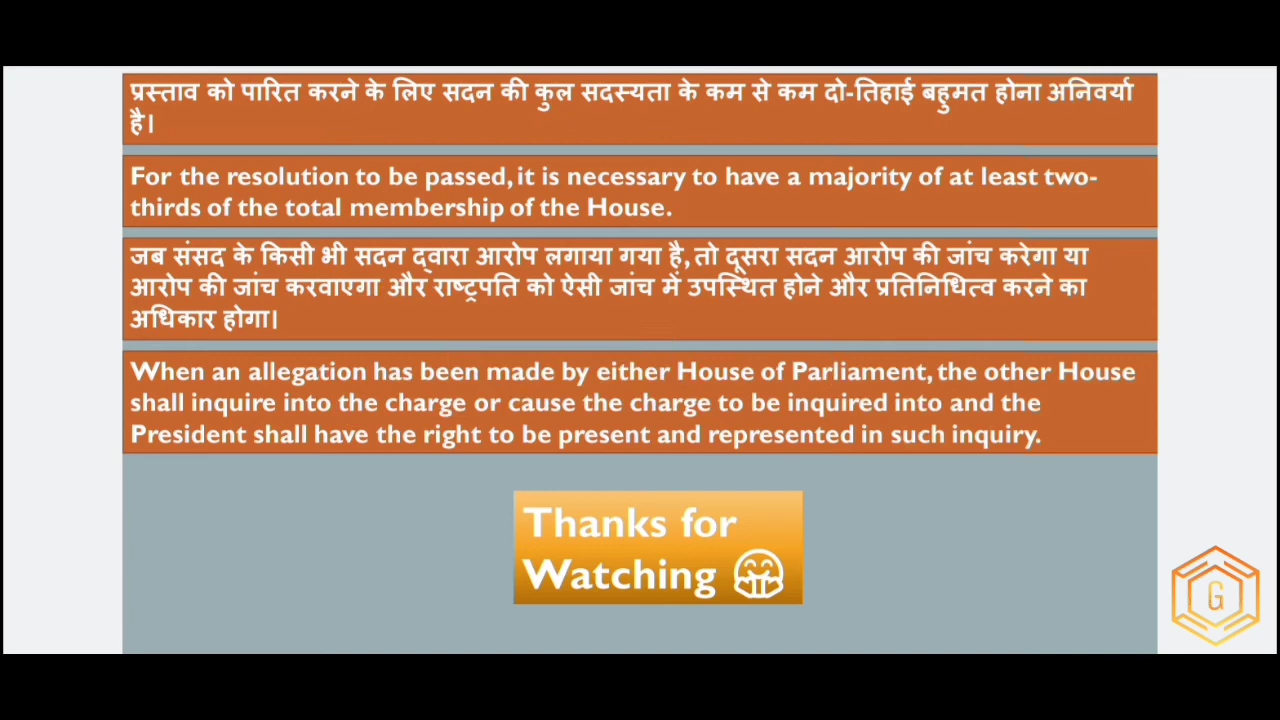 प्रस्ताव को पारित करने के लिए सदन की कुल सदस्यता के कम से कम दो-तिहाई बहुमत होना अनिवर्या
है।
For the resolution to be passed, it is necessary to have a majority of at least two-
thirds of the total membership of the House.
जब संसद के किसी भी सदन द्वारा आरोप लगाया गया है, तो दूसरा सदन आरोप की जांच करेगा या
आरोप की जांच करवाएगा और राष्ट्रपति को ऐसी जांच में उपस्थित होने और प्रतिनिधित्व करने का
अधिकार होगा।
When an allegation has been made by either House of Parliament, the other House
shall inquire into the charge or cause the charge to be inquired into and the
President shall have the right to be present and represented in such inquiry.
Thanks for
Watching 😁
G